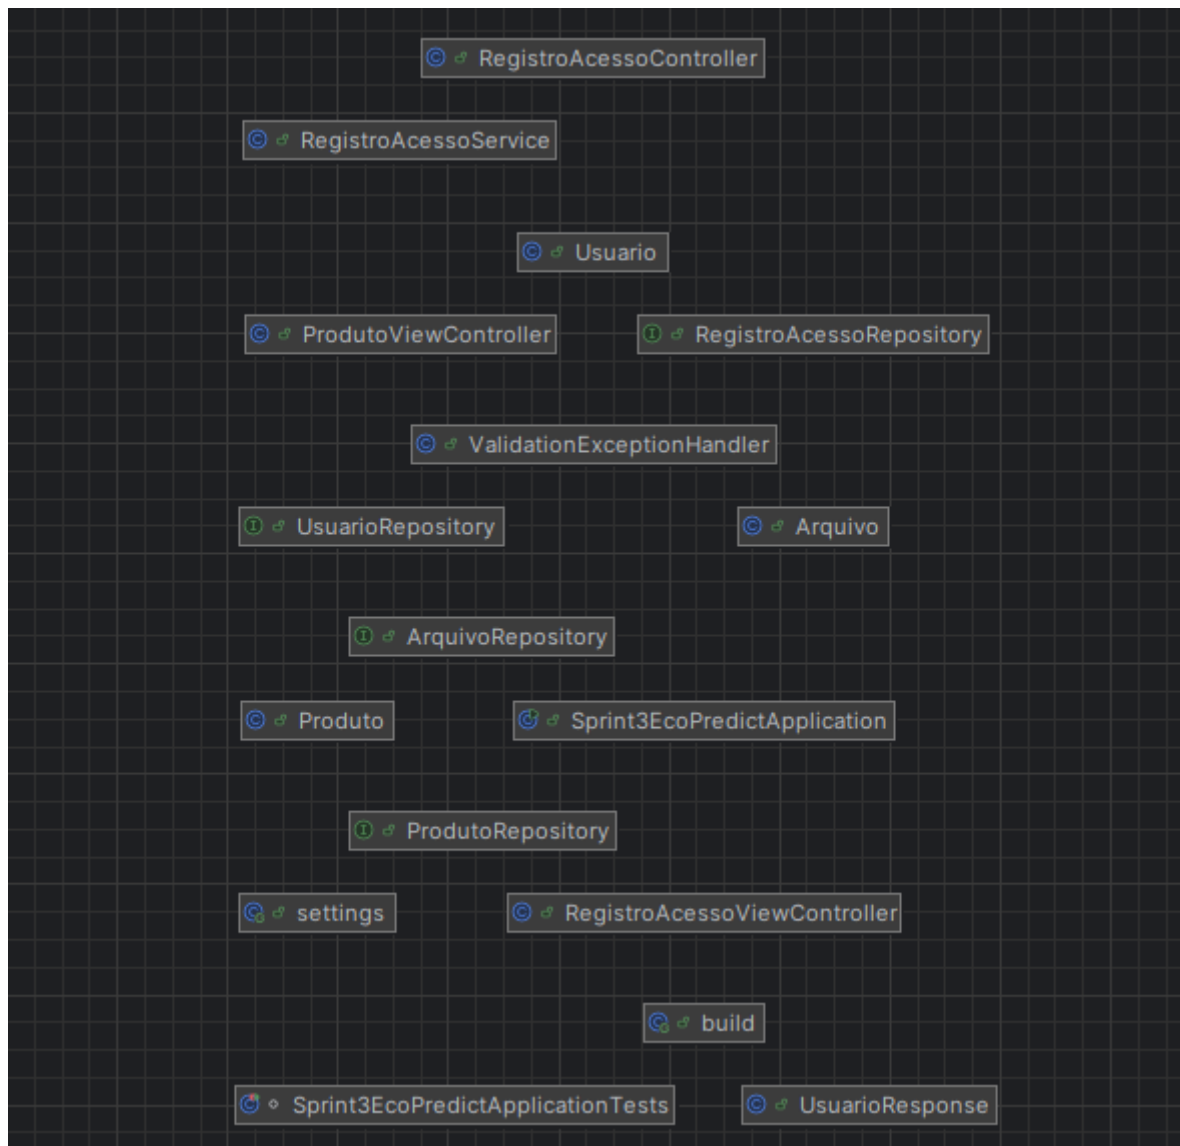 RegistroAcessoController
RegistroAcessoService
Usuario
ProdutoViewController
RegistroAcessoRepository
ValidationExceptionHandler
UsuarioRepository
Arquivo
ArquivoRepository
Produto
Sprint3EcoPredictApplication
ProdutoRepository
settings
RegistroAcessoViewController
build
Sprint3EcoPredictApplicationTests
UsuarioResponse